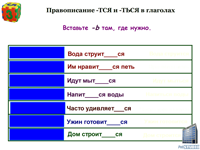 Правописание -ТСЯ и -ТЬСЯ в глаголах
Вставьте -Ь там, где нужно.
Вода струит____ся
Им нравит____ся петь
Идут мыт____ся
Напит____ся воды
Часто удивляет___ся
Ужин готовит____ся
Дом строит____ся